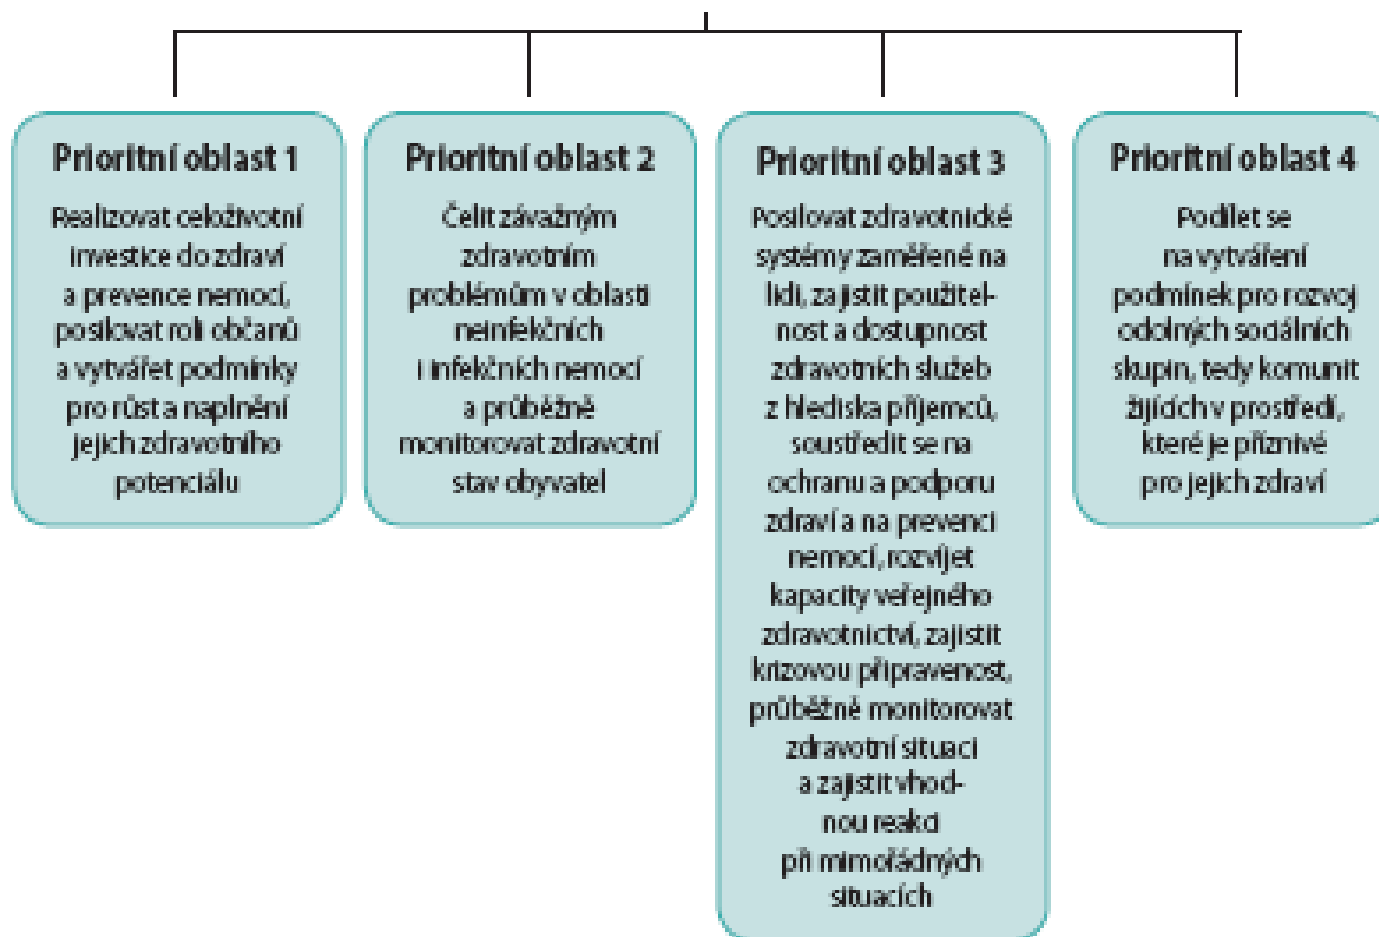 Prioritní oblast 1
Realizovat celoživotní
investice do zdraví
a prevence nemocí,
posilovat roli občanů
a vytvářet podmínky
pro růst a naplnění
jejich zdravotního
potenciálu
Prioritní oblast 2
Čelit závažným
zdravotním
problémům v oblasti
neinfekčních
i infekčních nemocí
a průběžně
monitorovat zdravotní
stav obyvatel
Prioritní oblast 3
Posilovat zdravotnické
systémy zaměřené na
lidi, zajistit použitel-
nost a dostupnost
zdravotních služeb
z hlediska příjemců,
soustředit se na
ochranu a podporu
zdraví a na prevenci
nemocí, rozvíjet
kapacity veřejného
zdravotnictví, zajistit
krizovou připravenost,
průběžně monitorovat
zdravotní situaci
a zajistit vhod-
nou reakci
při mimořádných
situacích
Prioritní oblast 4
Podílet se
na vytváření
podmínek pro rozvoj
odolných sociálních
skupin, tedy komunit
žijících v prostředí,
které je příznivé
pro jejich zdraví